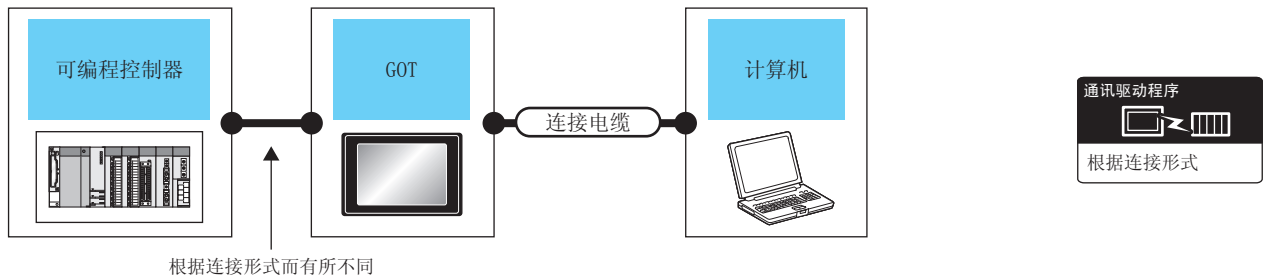 可编程控制器
GOT
计算机
连接电缆
根据连接形式而有所不同
通讯驱动程序
根据连接形式